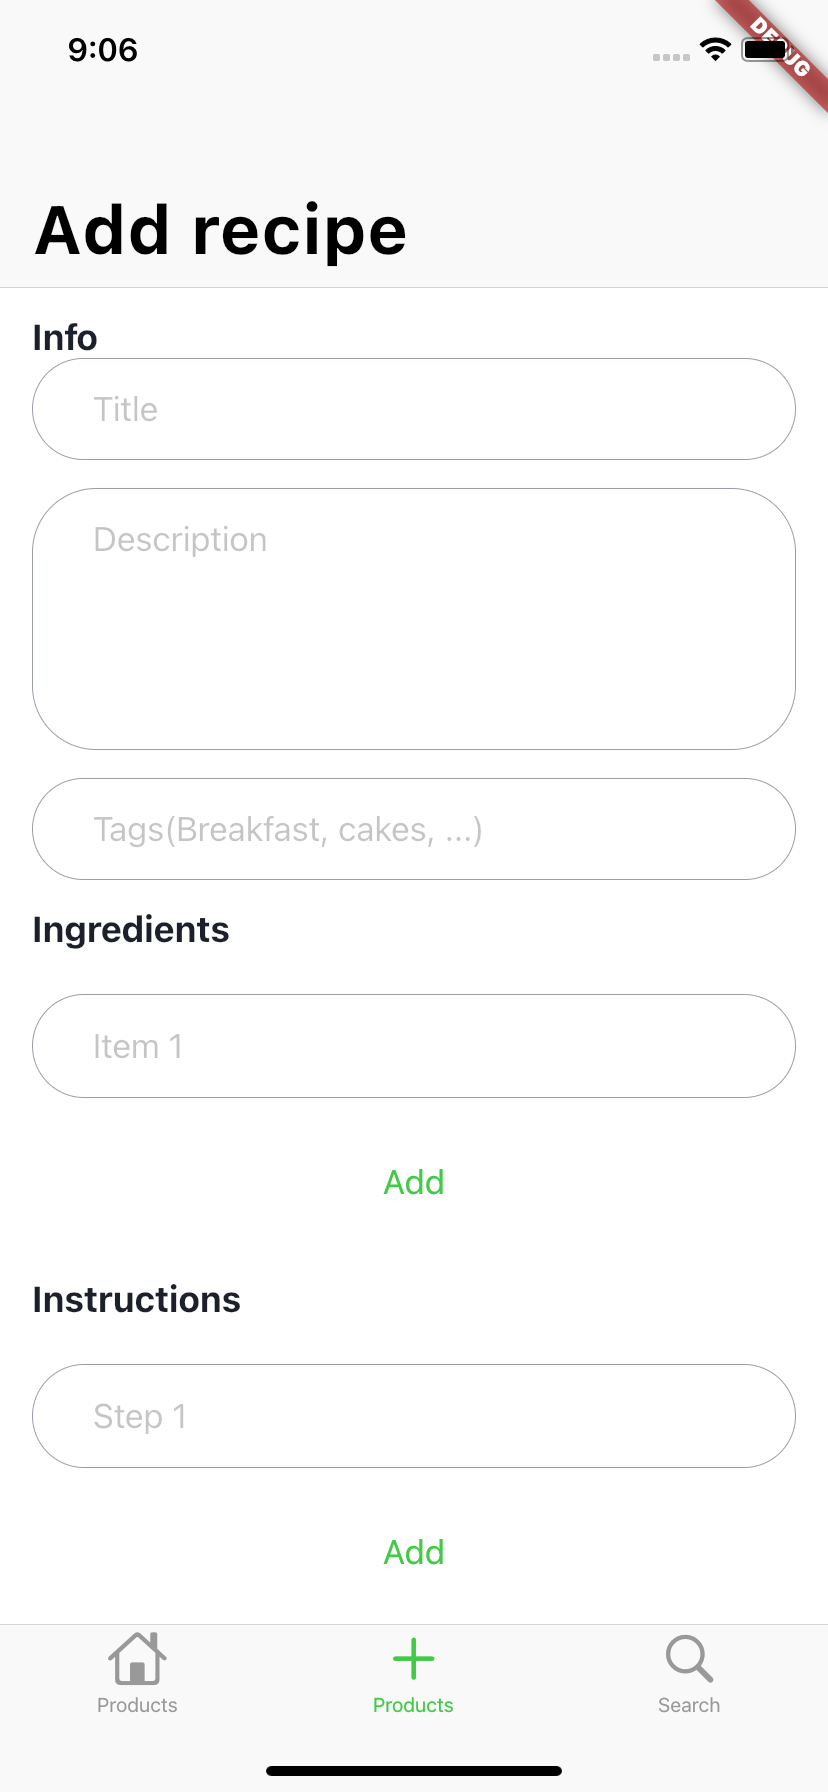 9:06
DEBUG
Add recipe
Info
Title
Description
Tags(Breakfast, cakes, ...)
Ingredients
Item 1
Add
Instructions
Step 1
Add
Products
Products
Search